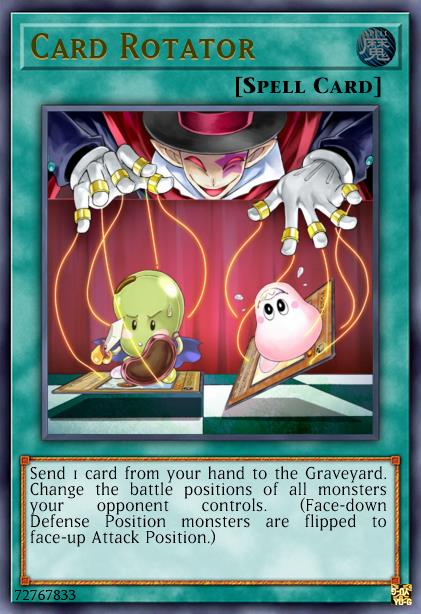 CARD ROTATOR
魔
[SPELL CARD]
Send 1 card from your hand to the Graveyard.
Change the battle positions of all monsters
your opponent controls. (Face-down
Defense Position monsters are flipped to
face-up Attack Position.)
72767833